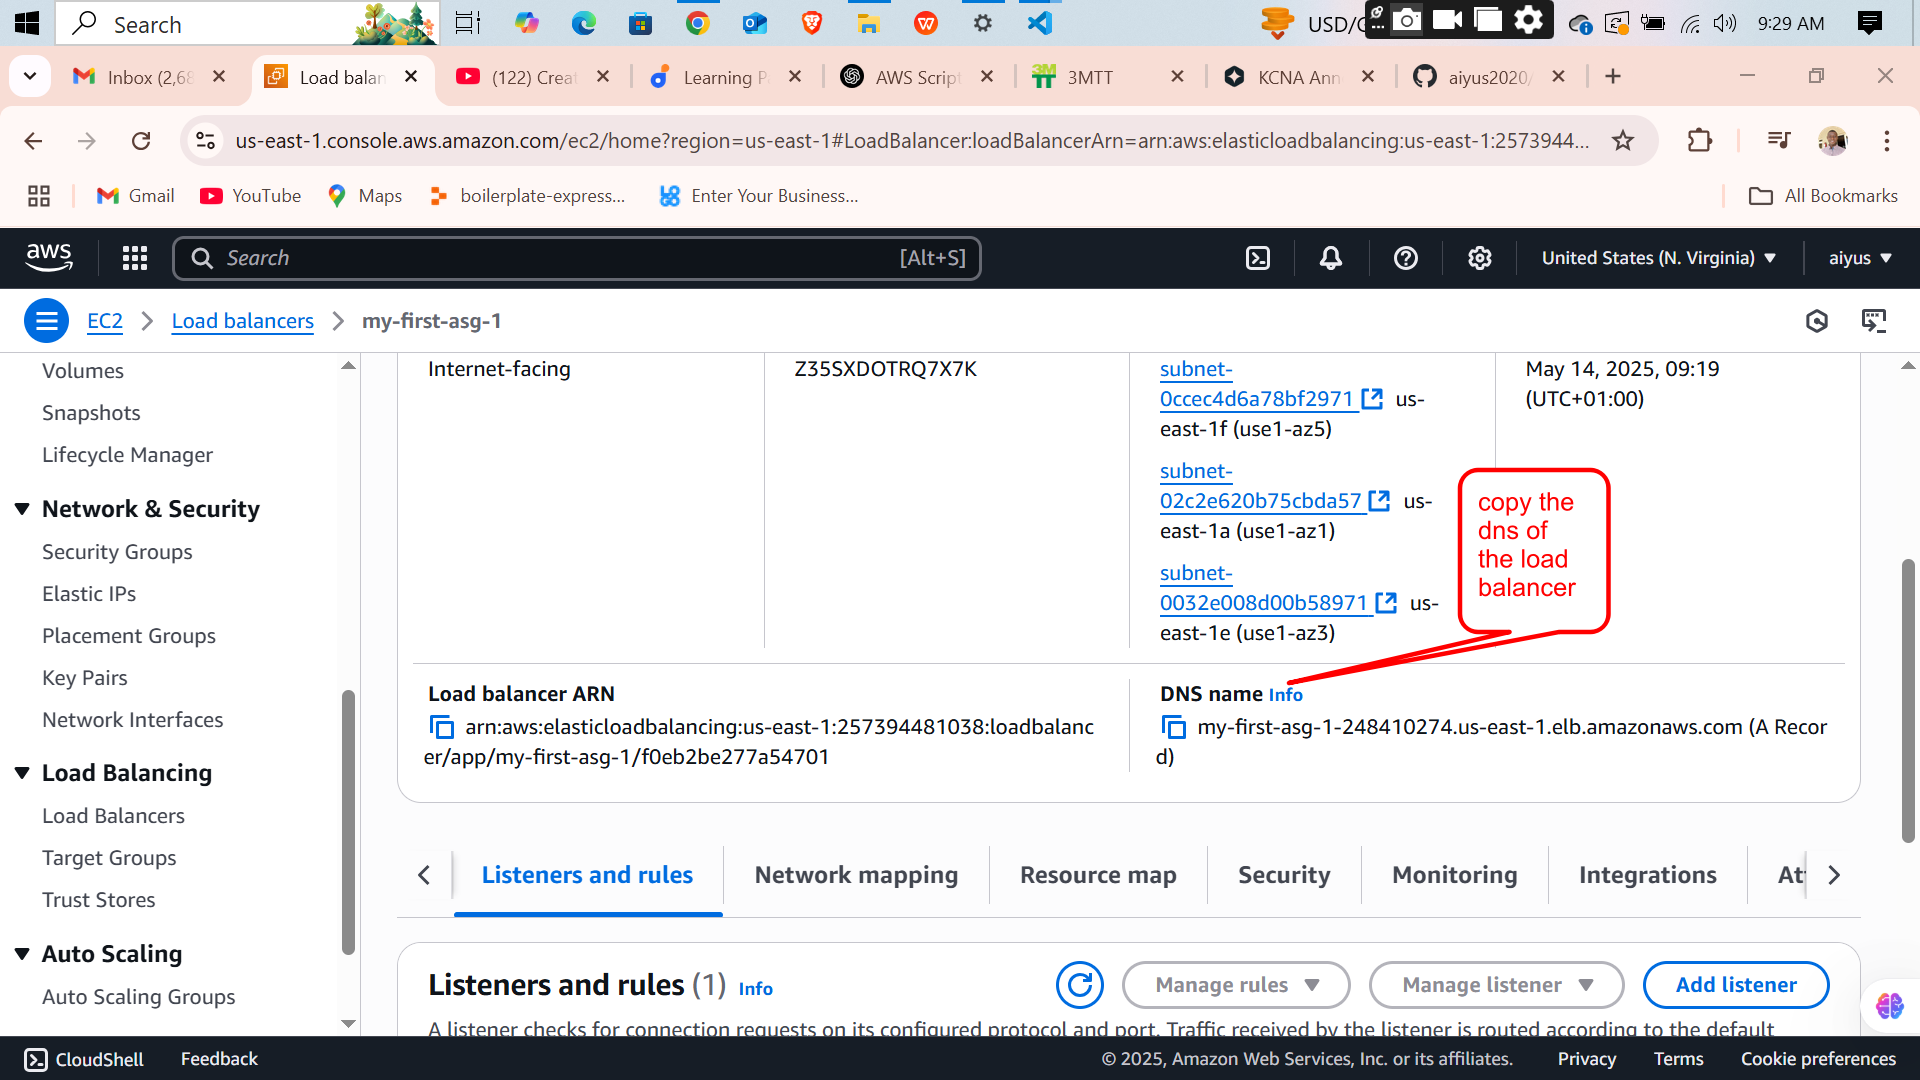 Search
USD/C
9:29 AM
Inbox (2,68
Load balan
(122) Creat
Learning P
AWS Script
3MTT
KCNA Ann
aiyus2020/
us-east-1.console.aws.amazon.com/ec2/home?region=us-east-1#LoadBalancer:loadBalancerArn=arn:aws:elasticloadbalancing:us-east-1:2573944...
Gmail
YouTube
Maps
boilerplate-express...
Enter Your Business...
All Bookmarks
aws
Search
[Alt+S]
United States (N. Virginia)
aiyus
EC2
Load balancers
my-first-asg-1
Volumes
Snapshots
Lifecycle Manager
Network & Security
Security Groups
Elastic IPs
Placement Groups
Key Pairs
Network Interfaces
Load Balancing
Load Balancers
Target Groups
Trust Stores
Auto Scaling
Auto Scaling Groups
Internet-facing
Z35SXDOTRQ7X7K
subnet-
0ccec4d6a78bf2971 us-
east-1f (use1-az5)
subnet-
02c2e620b75cbda57 us-
east-1a (use1-az1)
subnet-
0032e008d00b58971 us-
east-1e (use1-az3)
May 14, 2025, 09:19
(UTC+01:00)
copy the
dns of
the load
balancer
Load balancer ARN
arn:aws:elasticloadbalancing:us-east-1:257394481038:loadbalanc
er/app/my-first-asg-1/f0eb2be277a54701
DNS name Info
my-first-asg-1-248410274.us-east-1.elb.amazonaws.com (A Recor
d)
Listeners and rules
Network mapping
Resource map
Security
Monitoring
Integrations
At
Listeners and rules (1) Info
Manage rules
Manage listener
Add listener
A listener checks for connection requests on its configured protocol and port. Traffic received by the listener is routed according to the default
CloudShell
Feedback
© 2025, Amazon Web Services, Inc. or its affiliates.
Privacy
Terms
Cookie preferences